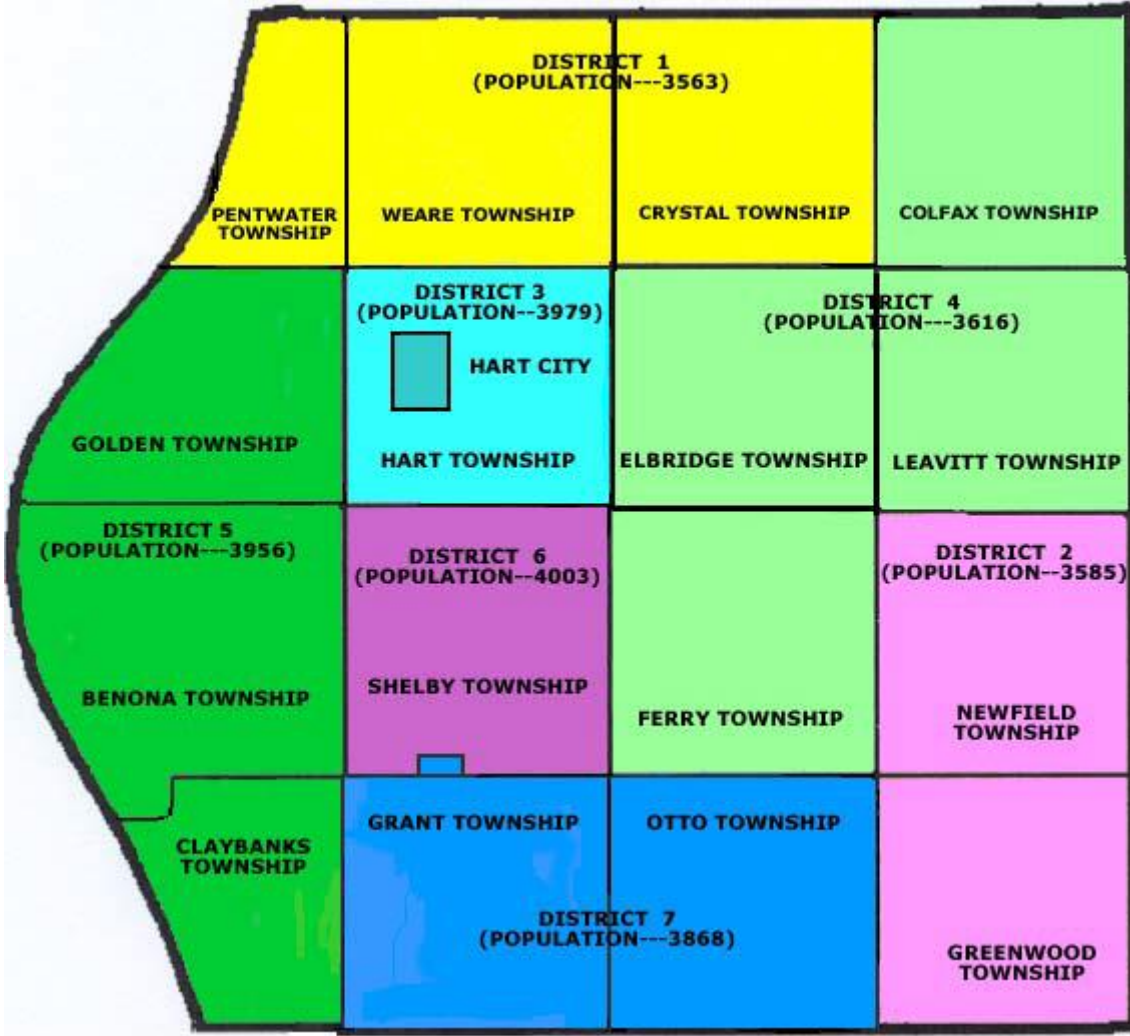 DISTRICT 1
(POPULATION---3563)
PENTWATER
TOWNSHIP
WEARE TOWNSHIP
CRYSTAL TOWNSHIP
COLFAX TOWNSHIP
DISTRICT 3
(POPULATION--3979)
HART CITY
DISTRICT 4
(POPULATION---3616)
GOLDEN TOWNSHIP
HART TOWNSHIP
ELBRIDGE TOWNSHIP
LEAVITT TOWNSHIP
DISTRICT 5
(POPULATION---3956)
DISTRICT 6
(POPULATION--4003)
DISTRICT 2
(POPULATION--3585)
BENONA TOWNSHIP
SHELBY TOWNSHIP
FERRY TOWNSHIP
NEWFIELD
TOWNSHIP
CLAYBANKS
TOWNSHIP
GRANT TOWNSHIP
OTTO TOWNSHIP
DISTRICT 7
(POPULATION---3868)
GREENWOOD
TOWNSHIP